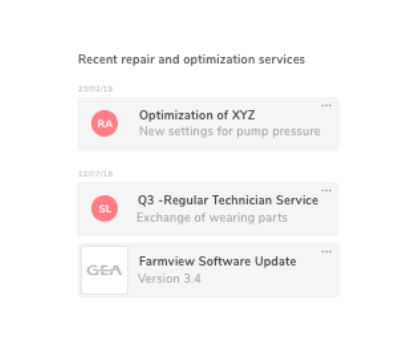 Recent repair and optimization services
23/02/19
Optimization of XYZ
RA
New settings for pump pressure
12/07/18
Q3 -Regular Technician Service
SL
Exchange of wearing parts
Farmview Software Update
GEA
Version 3.4